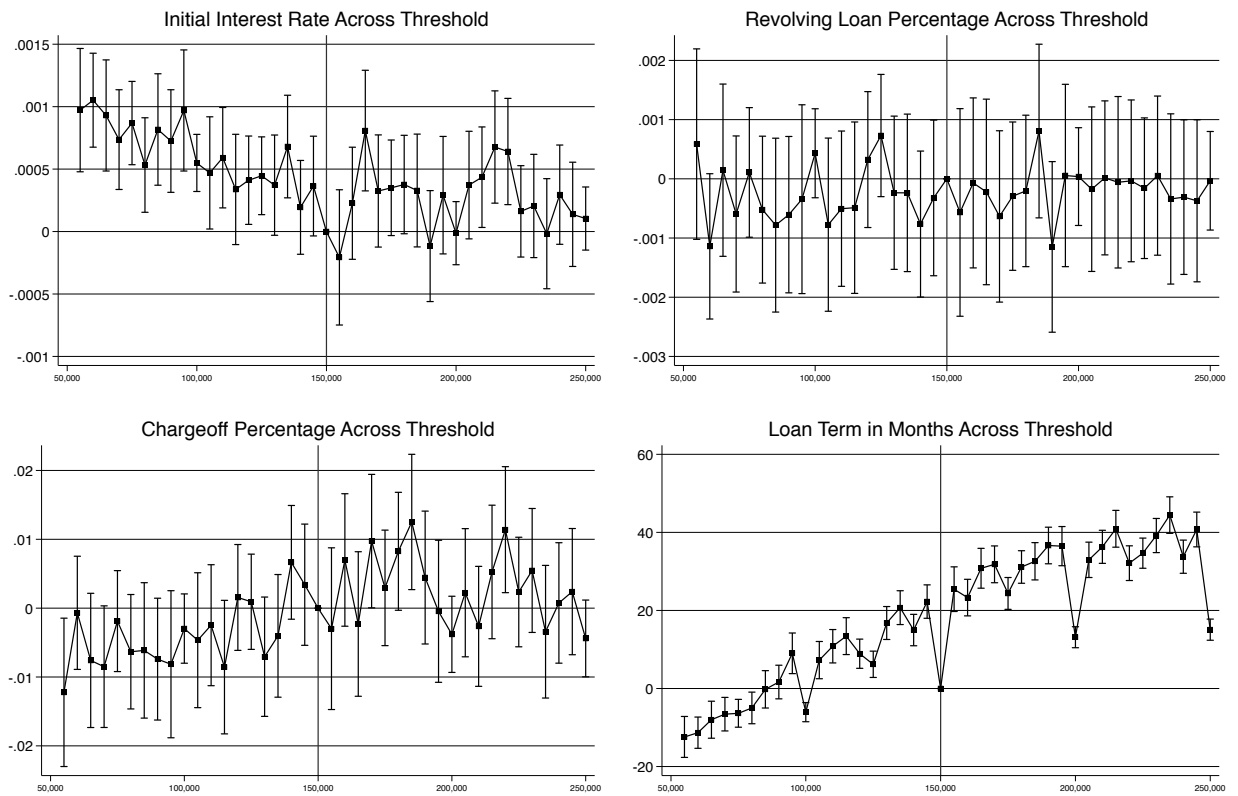 Initial Interest Rate Across Threshold
.0015
.001
.0005
0
-.0005
-.001
50,000 100,000 150,000 200,000 250,000
Revolving Loan Percentage Across Threshold
.002
.001
0
-.001
-.002
-.003
50,000 100,000 150,000 200,000 250,000
Chargeoff Percentage Across Threshold
.02
.01
0
-.01
-.02
50,000 100,000 150,000 200,000 250,000
Loan Term in Months Across Threshold
60
40
20
0
-20
50,000 100,000 150,000 200,000 250,000